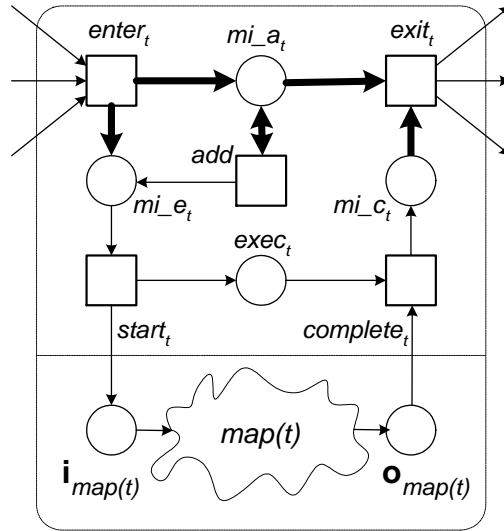 enter_t mi_a_t exit_t
add
mi_e_t mi_c_t
exec_t
start_t complete_t
map(t)
i_map(t) o_map(t)